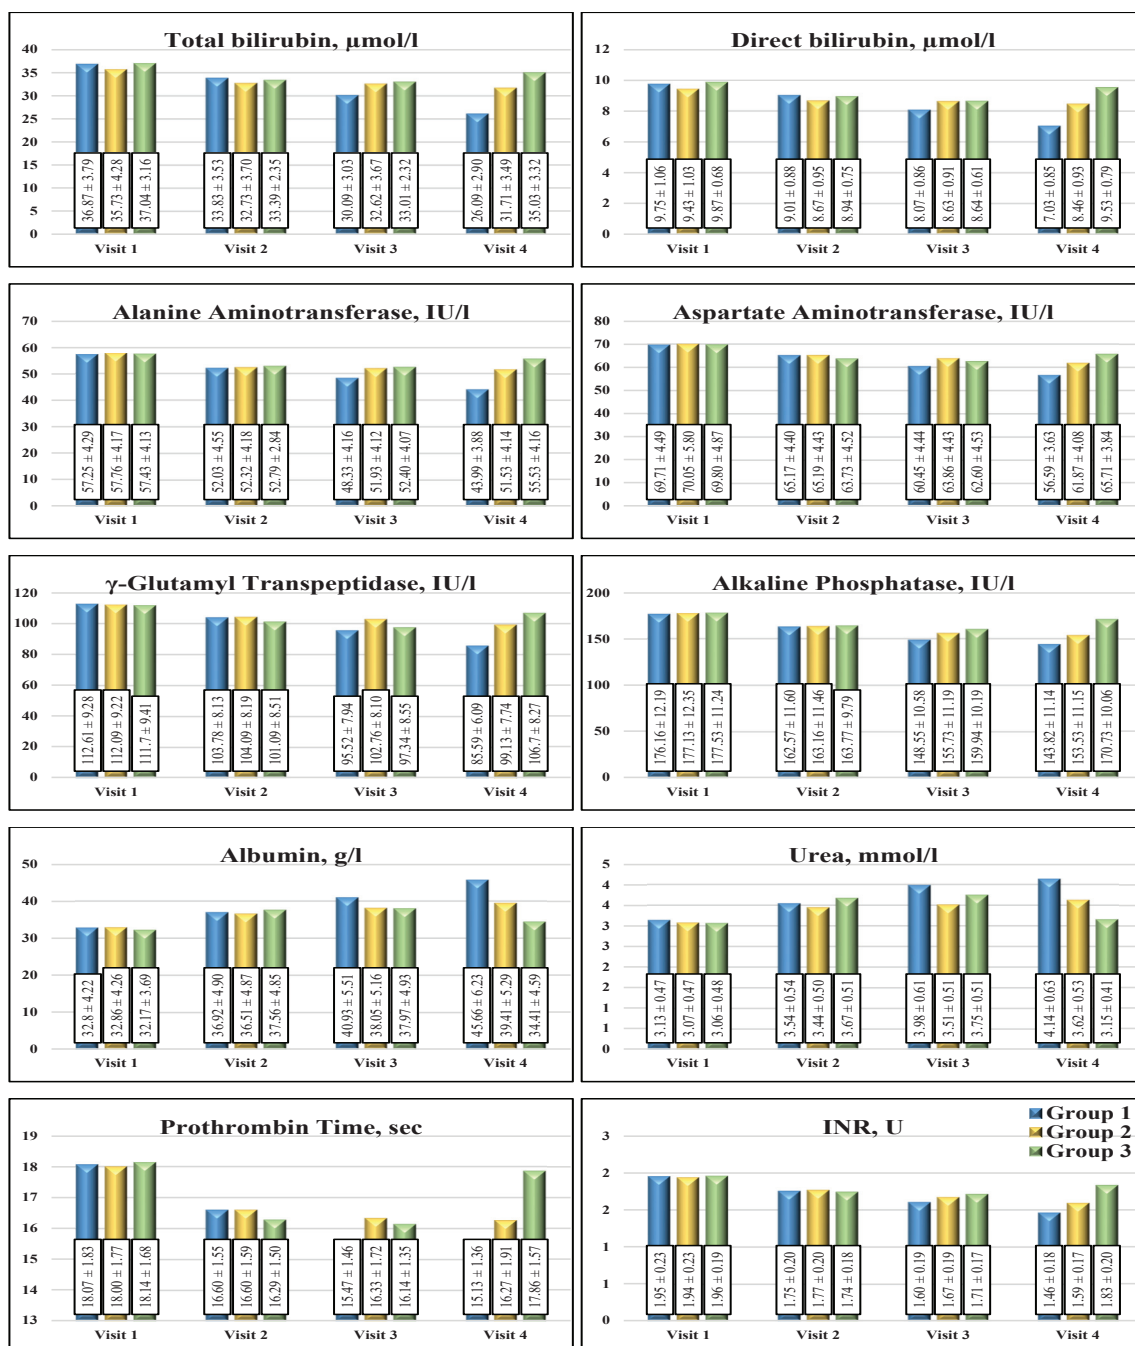 Total bilirubin, μmol/l
40
35
30
25
20
15
10
5
0
36.87 ± 3.79
35.73 ± 4.28
37.04 ± 3.16
33.83 ± 3.53
32.73 ± 3.70
33.39 ± 2.35
30.09 ± 3.03
32.62 ± 3.67
33.01 ± 2.32
26.09 ± 2.90
31.71 ± 3.49
35.03 ± 3.32
Visit 1 Visit 2 Visit 3 Visit 4
Direct bilirubin, μmol/l
12
10
8
6
4
2
0
9.75 ± 1.06
9.43 ± 1.03
9.87 ± 0.68
9.01 ± 0.88
8.67 ± 0.95
8.94 ± 0.75
8.07 ± 0.86
8.63 ± 0.91
8.64 ± 0.61
7.03 ± 0.85
8.46 ± 0.93
9.53 ± 0.79
Visit 1 Visit 2 Visit 3 Visit 4
Alanine Aminotransferase, IU/l
70
60
50
40
30
20
10
0
57.25 ± 4.29
57.76 ± 4.17
57.43 ± 4.13
52.03 ± 4.55
52.32 ± 4.18
52.79 ± 2.84
48.33 ± 4.16
51.93 ± 4.12
52.40 ± 4.07
43.99 ± 3.88
51.53 ± 4.14
55.53 ± 4.16
Visit 1 Visit 2 Visit 3 Visit 4
Aspartate Aminotransferase, IU/l
80
70
60
50
40
30
20
10
0
69.71 ± 4.49
70.05 ± 5.80
69.80 ± 4.87
65.17 ± 4.40
65.19 ± 4.43
63.73 ± 4.52
60.45 ± 4.44
63.86 ± 4.43
62.60 ± 4.53
56.59 ± 3.63
61.87 ± 4.08
65.71 ± 3.84
Visit 1 Visit 2 Visit 3 Visit 4
γ-Glutamyl Transpeptidase, IU/l
120
100
80
60
40
20
0
112.61 ± 9.28
112.09 ± 9.22
111.7 ± 9.41
103.78 ± 8.13
104.09 ± 8.19
101.09 ± 8.51
95.52 ± 7.94
102.76 ± 8.10
97.34 ± 8.55
85.59 ± 6.09
99.13 ± 7.74
106.7 ± 8.27
Visit 1 Visit 2 Visit 3 Visit 4
Alkaline Phosphatase, IU/l
200
150
100
50
0
176.16 ± 12.19
177.13 ± 12.35
177.53 ± 11.24
162.57 ± 11.60
163.16 ± 11.46
163.77 ± 9.79
148.55 ± 10.58
155.73 ± 11.19
159.94 ± 10.19
143.82 ± 11.14
153.53 ± 11.15
170.73 ± 10.06
Visit 1 Visit 2 Visit 3 Visit 4
Albumin, g/l
50
40
30
20
10
0
32.8 ± 4.22
32.86 ± 4.26
32.17 ± 3.69
36.92 ± 4.90
36.51 ± 4.87
37.56 ± 4.85
40.93 ± 5.51
38.05 ± 5.16
37.97 ± 4.93
45.66 ± 6.23
39.41 ± 5.29
34.41 ± 4.59
Visit 1 Visit 2 Visit 3 Visit 4
Urea, mmol/l
5
4
4
3
3
2
2
1
1
0
3.13 ± 0.47
3.07 ± 0.47
3.06 ± 0.48
3.54 ± 0.54
3.44 ± 0.50
3.67 ± 0.51
3.98 ± 0.61
3.51 ± 0.51
3.75 ± 0.51
4.14 ± 0.63
3.62 ± 0.53
3.15 ± 0.41
Visit 1 Visit 2 Visit 3 Visit 4
Prothrombin Time, sec
19
18
17
16
15
14
13
18.07 ± 1.83
18.00 ± 1.77
18.14 ± 1.68
16.60 ± 1.55
16.60 ± 1.59
16.29 ± 1.50
15.47 ± 1.46
16.33 ± 1.72
16.14 ± 1.35
15.13 ± 1.36
16.27 ± 1.91
17.86 ± 1.57
Visit 1 Visit 2 Visit 3 Visit 4
INR, U
Group 1
Group 2
Group 3
3
2
2
1
1
0
1.95 ± 0.23
1.94 ± 0.23
1.96 ± 0.19
1.75 ± 0.20
1.77 ± 0.20
1.74 ± 0.18
1.60 ± 0.19
1.67 ± 0.19
1.71 ± 0.17
1.46 ± 0.18
1.59 ± 0.17
1.83 ± 0.20
Visit 1 Visit 2 Visit 3 Visit 4